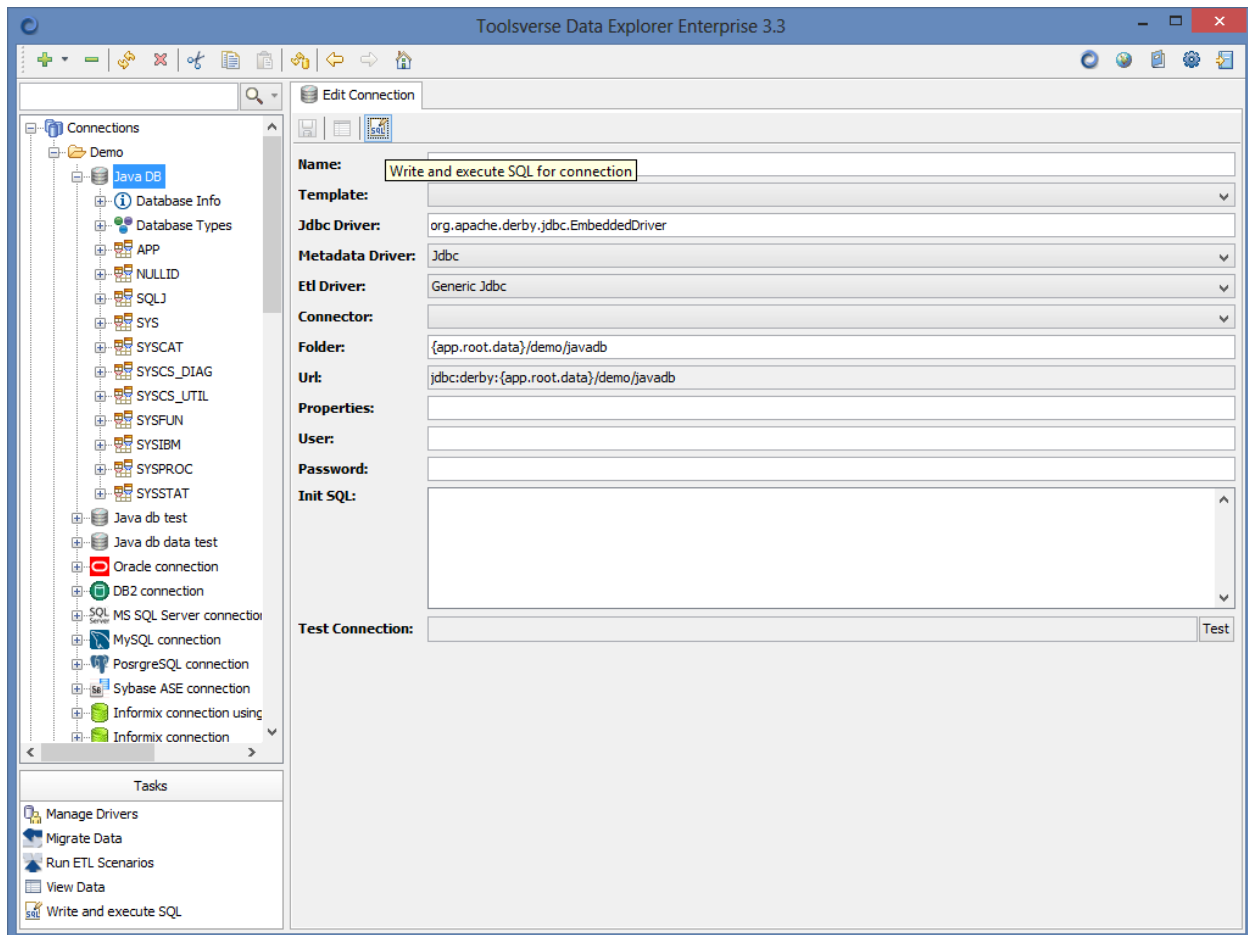 Toolsverse Data Explorer Enterprise 3.3
Edit Connection
Connections
Demo
Java DB
Database Info
Database Types
APP
NULLID
SQLJ
SYS
SYSCAT
SYSCS_DIAG
SYSCS_UTIL
SYSFUN
SYSIBM
SYSPROC
SYSSTAT
Java db test
Java db data test
Oracle connection
DB2 connection
SQL Server MS SQL Server connection
MySQL connection
PosrgreSQL connection
Sybase ASE connection
Informix connection using
Informix connection
Tasks
Manage Drivers
Migrate Data
Run ETL Scenarios
View Data
SQL Write and execute SQL
SQL
Name:
Write and execute SQL for connection
Template:
Jdbc Driver: org.apache.derby.jdbc.EmbeddedDriver
Metadata Driver: Jdbc
Etl Driver: Generic Jdbc
Connector:
Folder: {app.root.data}/demo/javadb
Url: jdbc:derby:{app.root.data}/demo/javadb
Properties:
User:
Password:
Init SQL:
Test Connection: Test